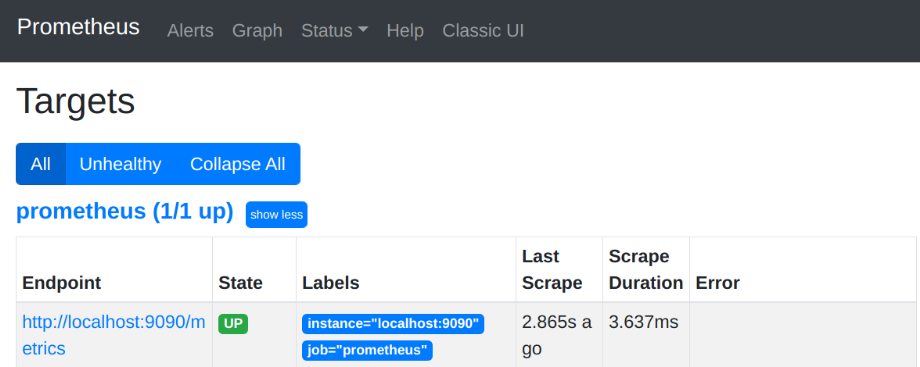 Prometheus Alerts Graph Status Help Classic UI
Targets
All Unhealthy Collapse All
prometheus (1/1 up) show less
Endpoint State Labels Last Scrape Scrape Duration Error
http://localhost:9090/m
etrics
UP
instance="localhost:9090"
job="prometheus"
2.865s a
go
3.637ms